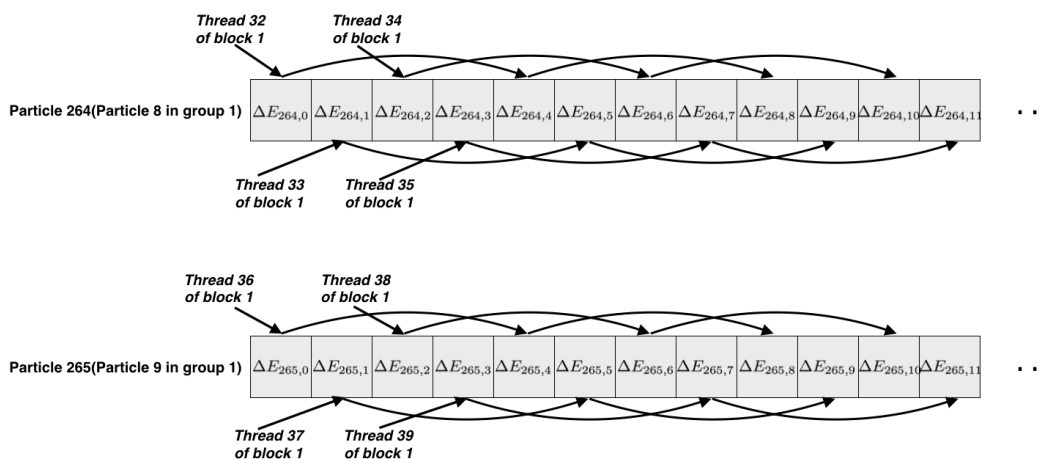 Thread 32 Thread 34
of block 1 of block 1
Particle 264(Particle 8 in group 1) ΔE264,0 ΔE264,1 ΔE264,2 ΔE264,3 ΔE264,4 ΔE264,5 ΔE264,6 ΔE264,7 ΔE264,8 ΔE264,9 ΔE264,10 ΔE264,11 . .
Thread 33 Thread 35
of block 1 of block 1
Thread 36 Thread 38
of block 1 of block 1
Particle 265(Particle 9 in group 1) ΔE265,0 ΔE265,1 ΔE265,2 ΔE265,3 ΔE265,4 ΔE265,5 ΔE265,6 ΔE265,7 ΔE265,8 ΔE265,9 ΔE265,10 ΔE265,11 . .
Thread 37 Thread 39
of block 1 of block 1